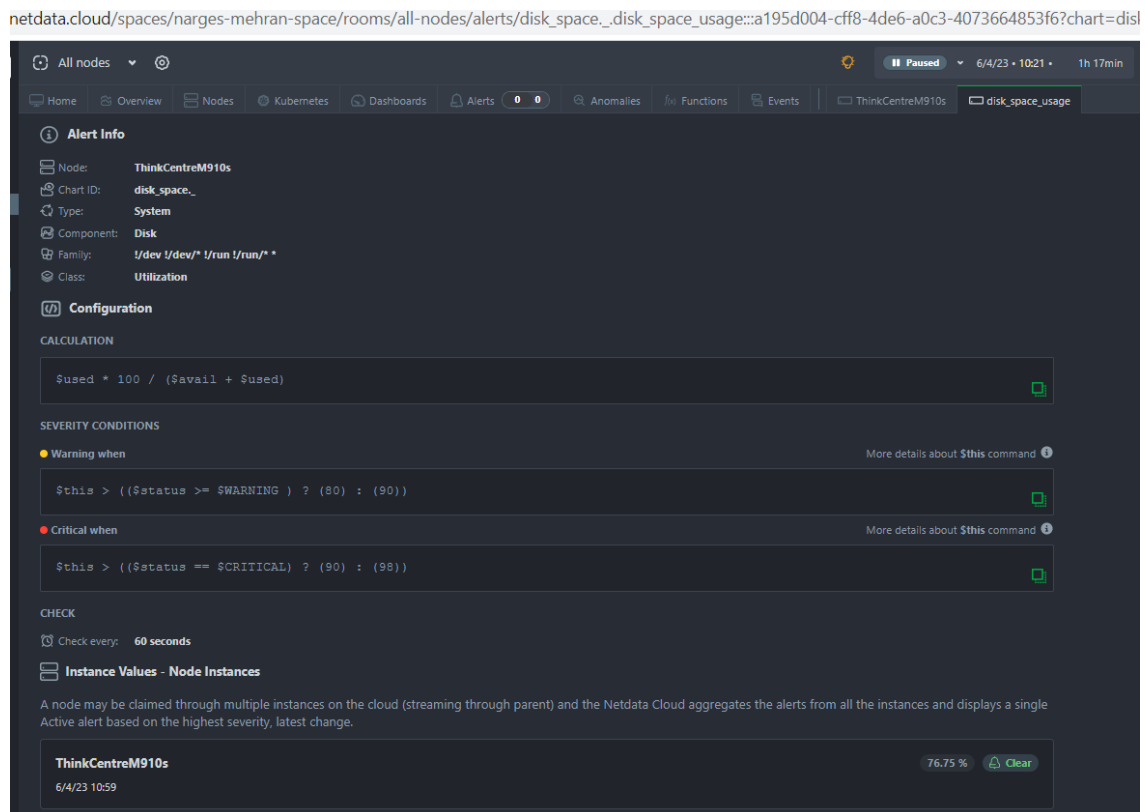 netdata.cloud/spaces/narges-mehran-space/rooms/all-nodes/alerts/disk_space._disk_space_usage:::a195d004-cff8-4de6-a0c3-4073664853f6?chart=disk
All nodes Paused 6/4/23 • 10:21 • 1h 17min
Home Overview Nodes Kubernetes Dashboards Alerts 0 0 Anomalies f(x) Functions Events ThinkCentreM910s disk_space_usage
Alert Info
Node: ThinkCentreM910s
Chart ID: disk_space._
Type: System
Component: Disk
Family: !/dev !/dev/* !/run !/run/* *
Class: Utilization
Configuration
CALCULATION
$used * 100 / ($avail + $used)
SEVERITY CONDITIONS
Warning when More details about $this command
$this > (($status >= $WARNING ) ? (80) : (90))
Critical when More details about $this command
$this > (($status == $CRITICAL) ? (90) : (98))
CHECK
Check every: 60 seconds
Instance Values - Node Instances
A node may be claimed through multiple instances on the cloud (streaming through parent) and the Netdata Cloud aggregates the alerts from all the instances and displays a single
Active alert based on the highest severity, latest change.
ThinkCentreM910s 76.75 % Clear
6/4/23 10:59